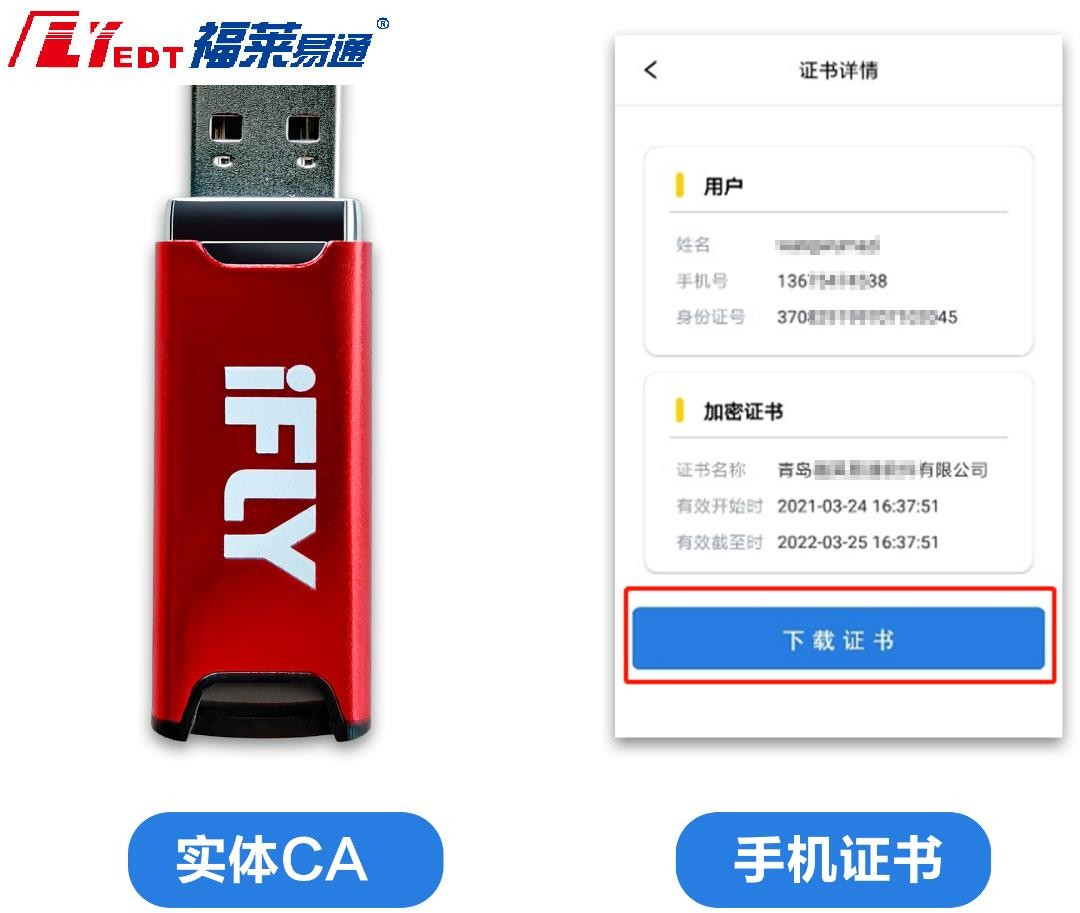 FLYEDT 福莱易通®
iFLY
实体CA
证书详情
用户
姓名
手机号 136 38
身份证号 370 45
加密证书
证书名称 青岛 有限公司
有效开始时 2021-03-24 16:37:51
有效截至时 2022-03-25 16:37:51
下载证书
手机证书